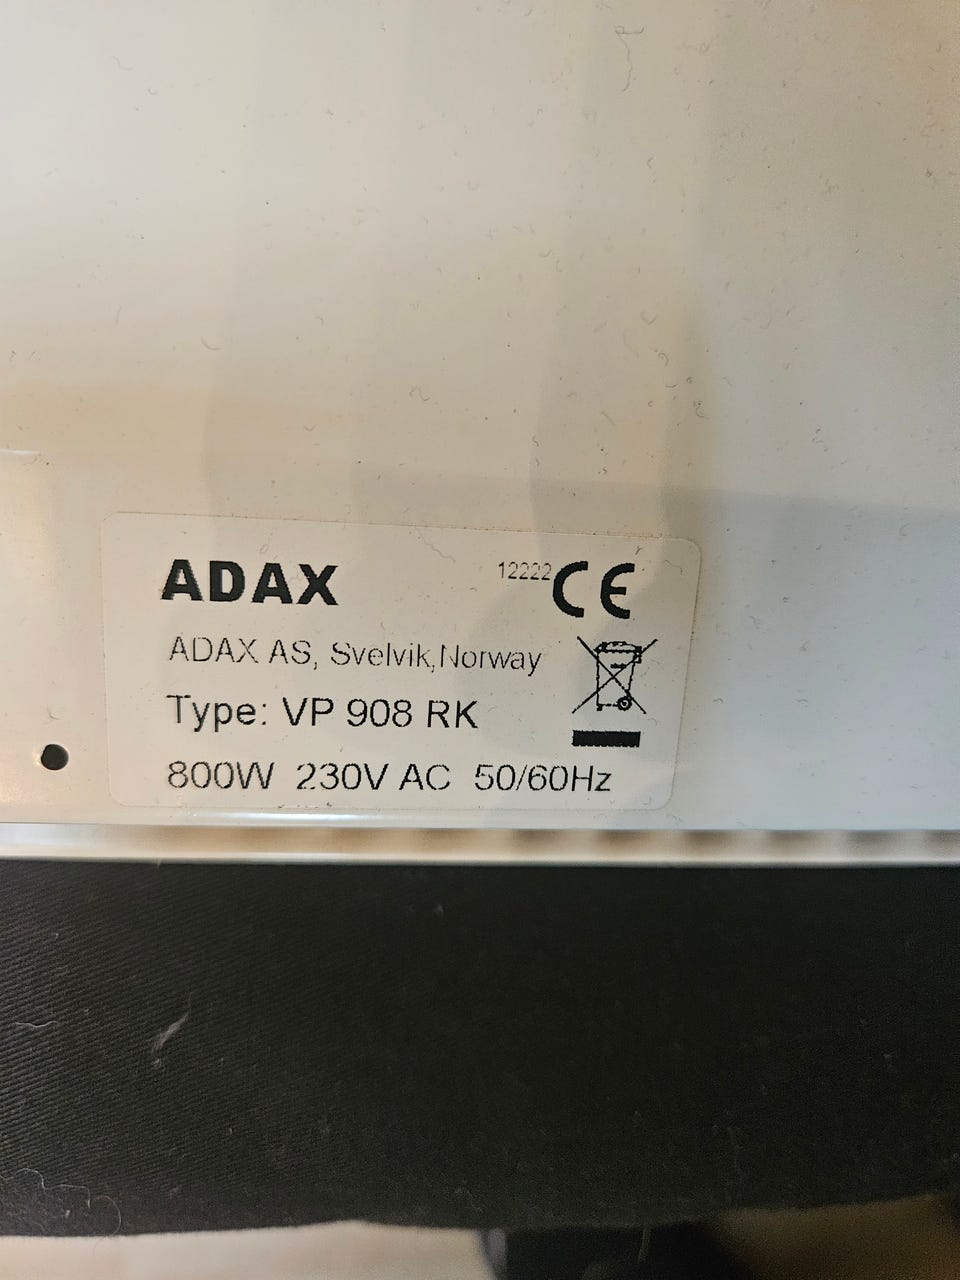 ADAX
12222 CE
ADAX AS, Svelvik, Norway
Type: VP 908 RK
800W 230V AC 50/60Hz